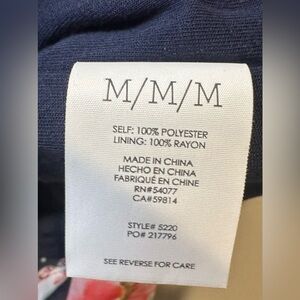 M/M/M
SELF: 100% POLYESTER
LINING: 100% RAYON
MADE IN CHINA
HECHO EN CHINA
FABRIQUÉ EN CHINE
RN#54077
CA#59814
STYLE# 5220
PO# 217796
SEE REVERSE FOR CARE